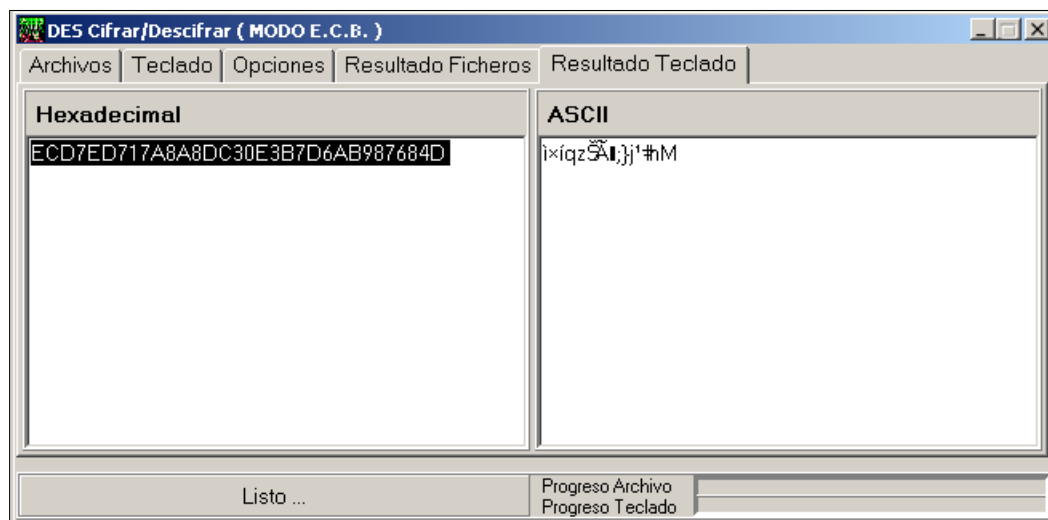 DES Cifrar/Descifrar ( MODO E.C.B. )
Archivos Teclado Opciones Resultado Ficheros Resultado Teclado
Hexadecimal ASCII
ECD7ED717A8A8DC30E3B7D6AB987684D
Listo ... Progreso Archivo
Progreso Teclado